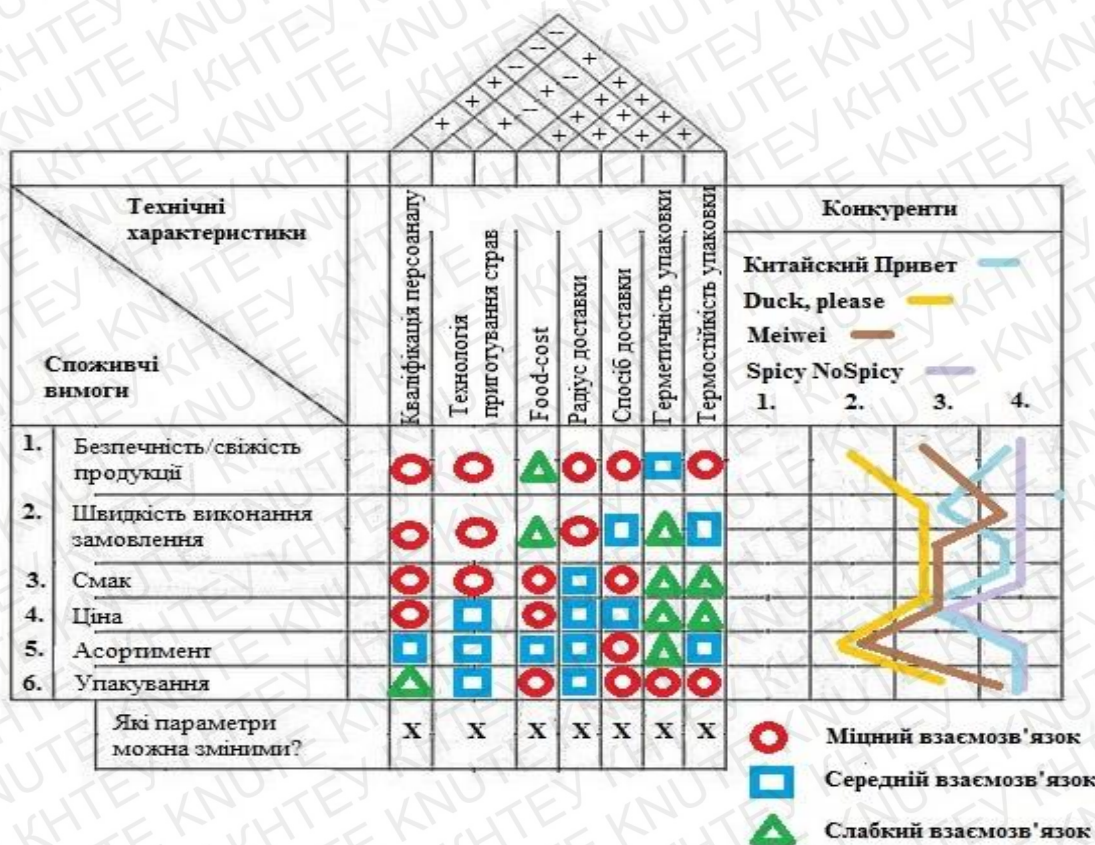 Технічні
характеристики
Споживчі
вимоги
Кваліфікація персоаналу
Технологія
приготування страв
Food-cost
Радіус доставки
Спосіб доставки
Герметичність упаковки
Термостійкість упаковки
Конкуренти
Китайский Привет
Duck, please
Meiwei
Spicy NoSpicy
1. 2. 3. 4.
1. Безпечність/свіжість
продукції
2. Швидкість виконання
замовлення
3. Смак
4. Ціна
5. Асортимент
6. Упакування
Які параметри
можна зміними?
X X X X X X X
Міцний взаємозв'язок
Середній взаємозв'язок
Слабкий взаємозв'язок
KNUTE КНТЕУ